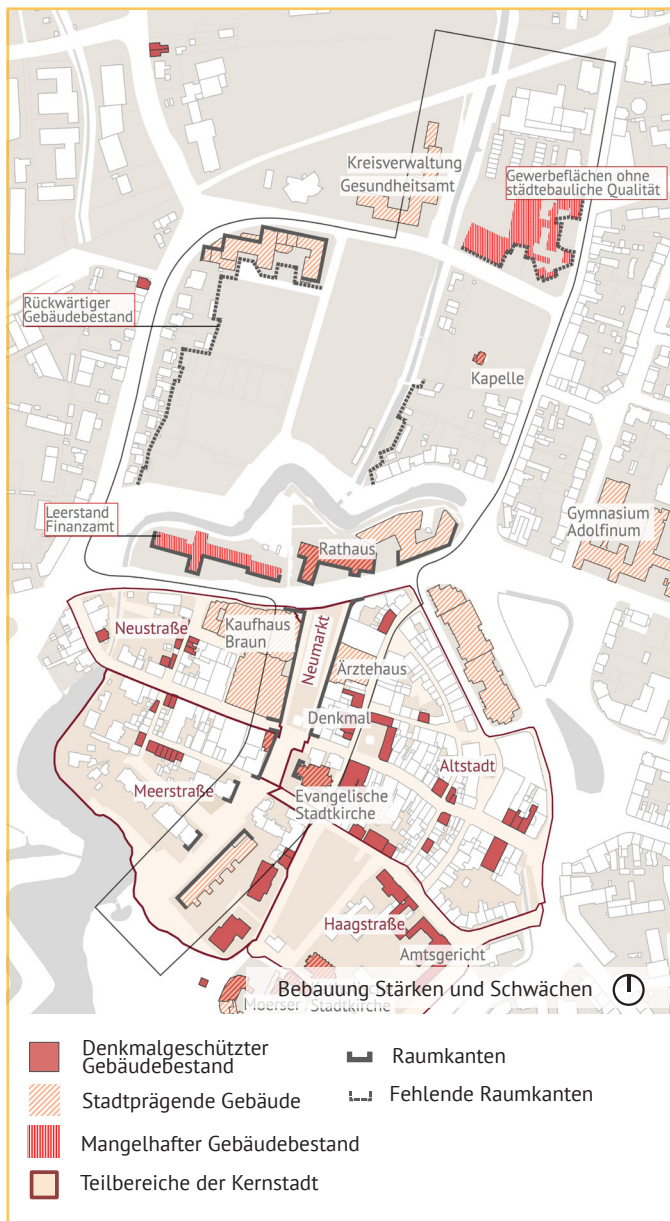 Kreisverwaltung
Gesundheitsamt
Gewerbeflächen ohne
städtebauliche Qualität
Rückwärtiger
Gebäudebestand
Kapelle
Leerstand
Finanzamt
Rathaus
Gymnasium
Adolfinum
Neustraße
Kaufhaus
Braun
Neumarkt
Ärztehaus
Denkmal
Altstadt
Meerstraße
Evangelische
Stadtkirche
Haagstraße
Amtsgericht
Moerser
Stadtkirche
Bebauung Stärken und Schwächen
Denkmalgeschützter
Gebäudebestand
Stadtprägende Gebäude
Mangelhafter Gebäudebestand
Teilbereiche der Kernstadt
Raumkanten
Fehlende Raumkanten